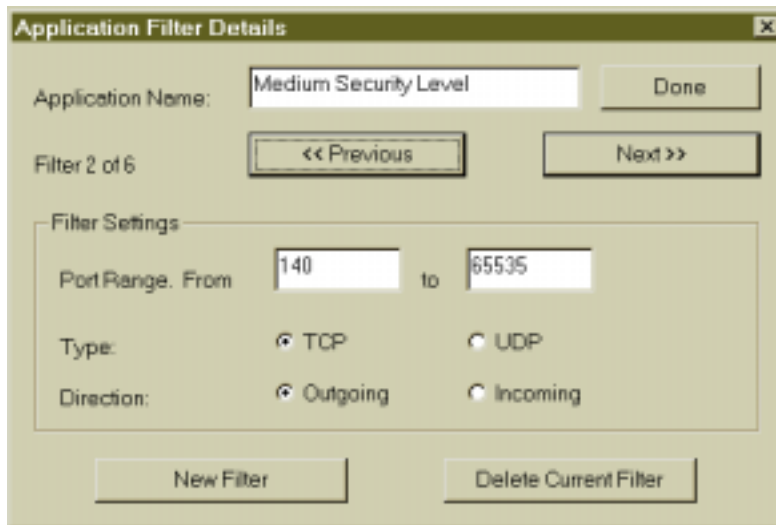 Application Filter Details
Application Name: Medium Security Level Done
Filter 2 of 6 << Previous Next >>
Filter Settings
Port Range. From 140 to 65535
Type: TCP UDP
Direction: Outgoing Incoming
New Filter Delete Current Filter